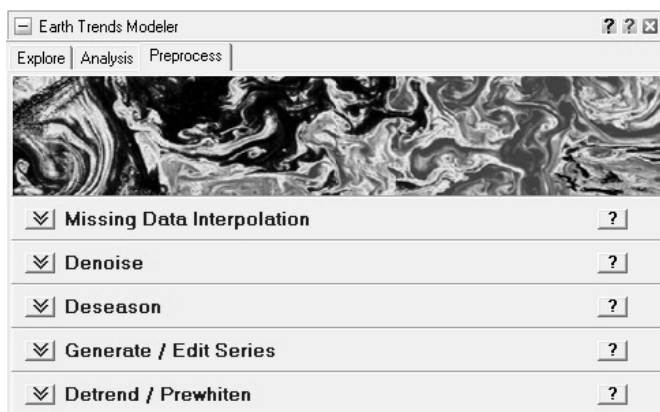 Earth Trends Modeler ? ?
Explore Analysis Preprocess
Missing Data Interpolation ?
Denoise ?
Deseason ?
Generate / Edit Series ?
Detrend / Prewhiten ?